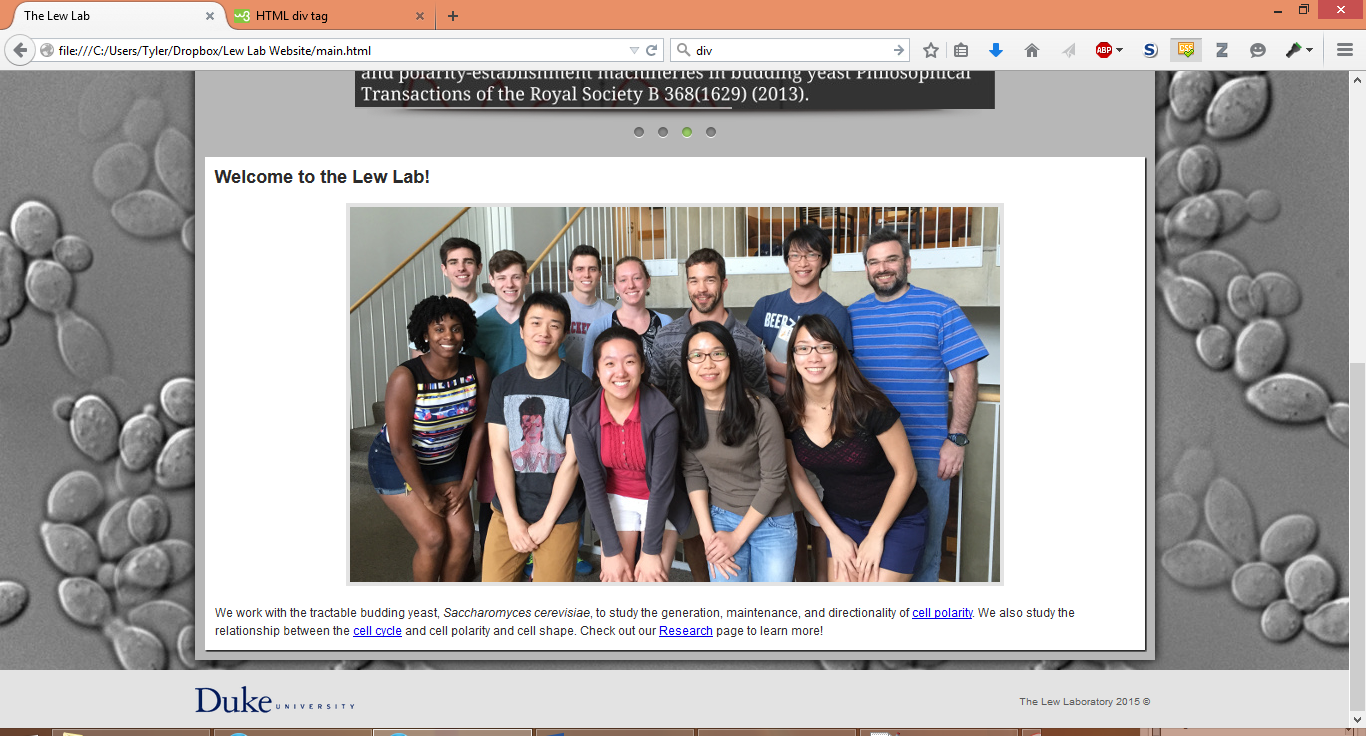 The Lew Lab
HTML div tag
file:///C:/Users/Tyler/Dropbox/Lew Lab Website/main.html
div
ABP
and polarity-establishment machineries in budding yeast Philosophical
Transactions of the Royal Society B 368(1629) (2013).
Welcome to the Lew Lab!
We work with the tractable budding yeast, Saccharomyces cerevisiae, to study the generation, maintenance, and directionality of cell polarity. We also study the
relationship between the cell cycle and cell polarity and cell shape. Check out our Research page to learn more!
Duke UNIVERSITY
The Lew Laboratory 2015 ©